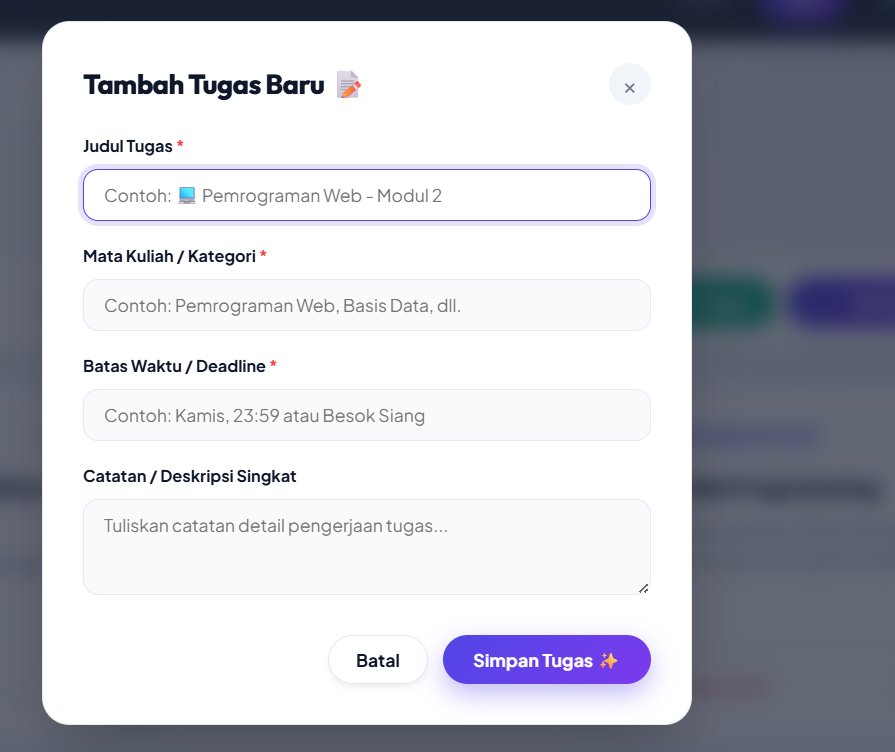 Tambah Tugas Baru 📝
×
Judul Tugas *
Contoh: 💻 Pemrograman Web - Modul 2
Mata Kuliah / Kategori *
Contoh: Pemrograman Web, Basis Data, dll.
Batas Waktu / Deadline *
Contoh: Kamis, 23:59 atau Besok Siang
Catatan / Deskripsi Singkat
Tuliskan catatan detail pengerjaan tugas...
Batal
Simpan Tugas ✨